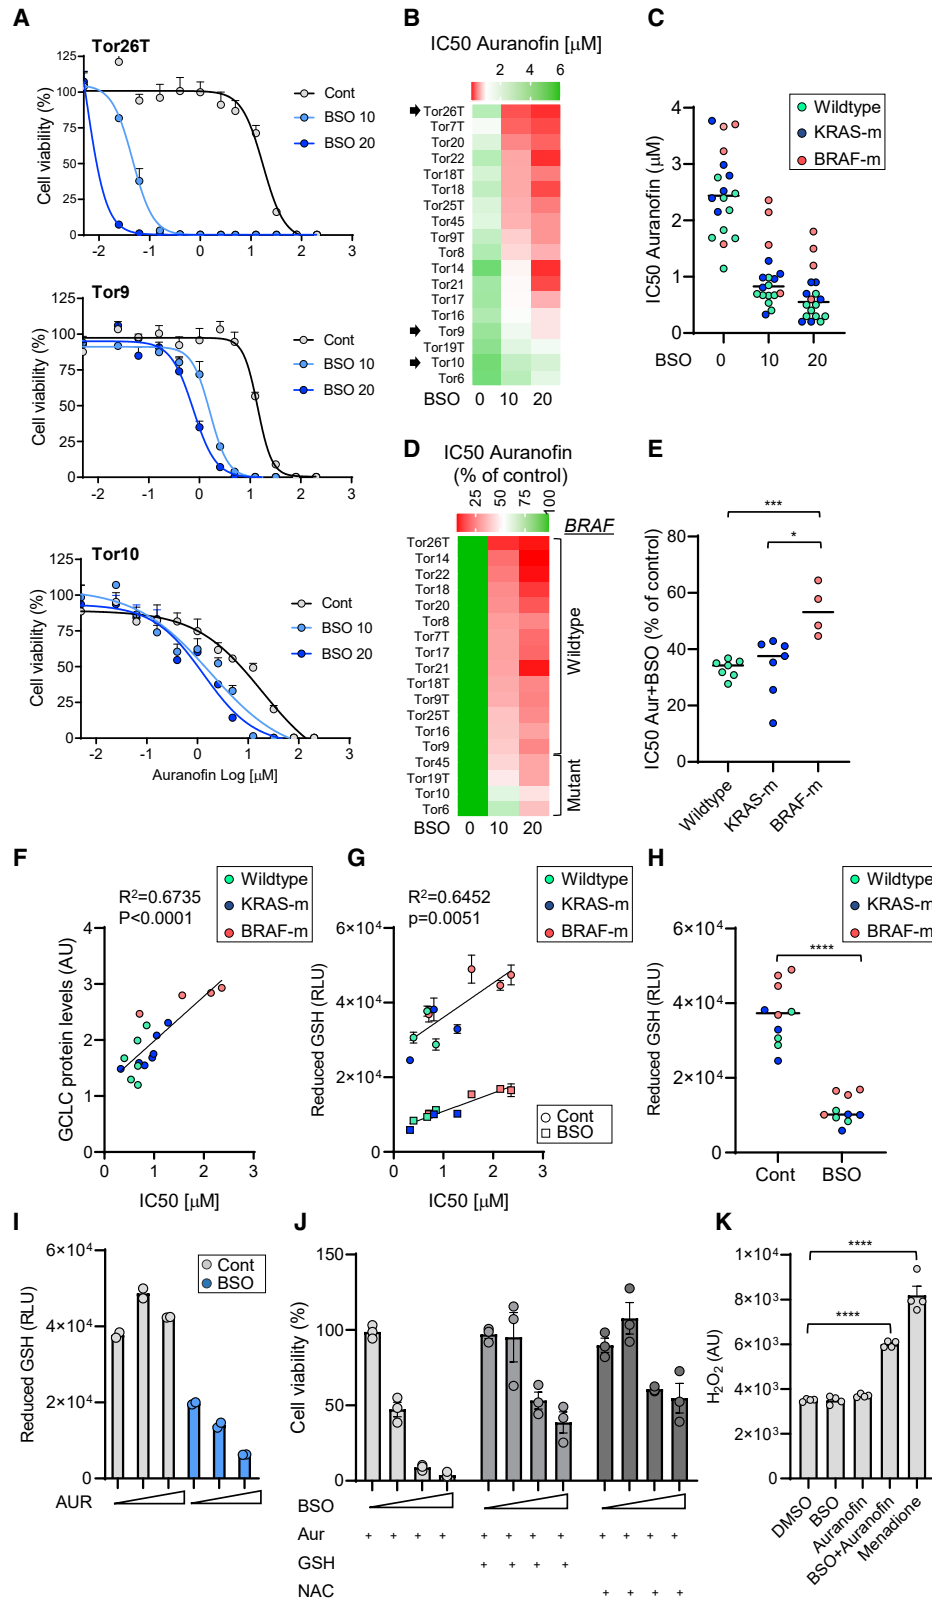 A
Tor26T
Cell viability (%)
125
100
75
50
25
0
-2
-1
0
1
2
3
Cont
BSO 10
BSO 20
Tor9
Cell viability (%)
125
100
75
50
25
0
-2
-1
0
1
2
3
Cont
BSO 10
BSO 20
Tor10
Cell viability (%)
125
100
75
50
25
0
-2
-1
0
1
2
3
Auranofin Log [μM]
Cont
BSO 10
BSO 20
B
IC50 Auranofin [μM]
2 4 6
Tor26T
Tor7T
Tor20
Tor22
Tor18T
Tor18
Tor25T
Tor45
Tor9T
Tor8
Tor14
Tor21
Tor17
Tor16
Tor9
Tor19T
Tor10
Tor6
BSO 0 10 20
C
Wildtype
KRAS-m
BRAF-m
IC50 Auranofin (μM)
4
3
2
1
0
BSO 0 10 20
D
IC50 Auranofin
(% of control)
25 50 75 100
BRAF
Tor26T
Tor14
Tor22
Tor18
Tor20
Tor8
Tor7T
Tor17
Tor21
Tor18T
Tor9T
Tor25T
Tor16
Tor9
Tor45
Tor19T
Tor10
Tor6
Wildtype
Mutant
BSO 0 10 20
E
IC50 Aur+BSO (% of control)
80
60
40
20
0
***
*
Wildtype
KRAS-m
BRAF-m
F
Wildtype
KRAS-m
BRAF-m
R²=0.6735
P<0.0001
GCLC protein levels (AU)
4
3
2
1
0
0 1 2 3
IC50 [μM]
G
Wildtype
KRAS-m
BRAF-m
R²=0.6452
p=0.0051
Reduced GSH (RLU)
6×10⁴
4×10⁴
2×10⁴
0
0 1 2 3
IC50 [μM]
Cont
BSO
H
Wildtype
KRAS-m
BRAF-m
****
Reduced GSH (RLU)
6×10⁴
4×10⁴
2×10⁴
0
Cont BSO
I
Cont
BSO
Reduced GSH (RLU)
6×10⁴
4×10⁴
2×10⁴
0
AUR
J
Cell viability (%)
150
100
50
0
BSO
Aur + + + + + + + + + + + +
GSH + + + +
NAC + + + +
K
H₂O₂ (AU)
1×10⁴
8×10³
6×10³
4×10³
2×10³
0
****
****
DMSO
BSO
Auranofin
BSO+Auranofin
Menadione